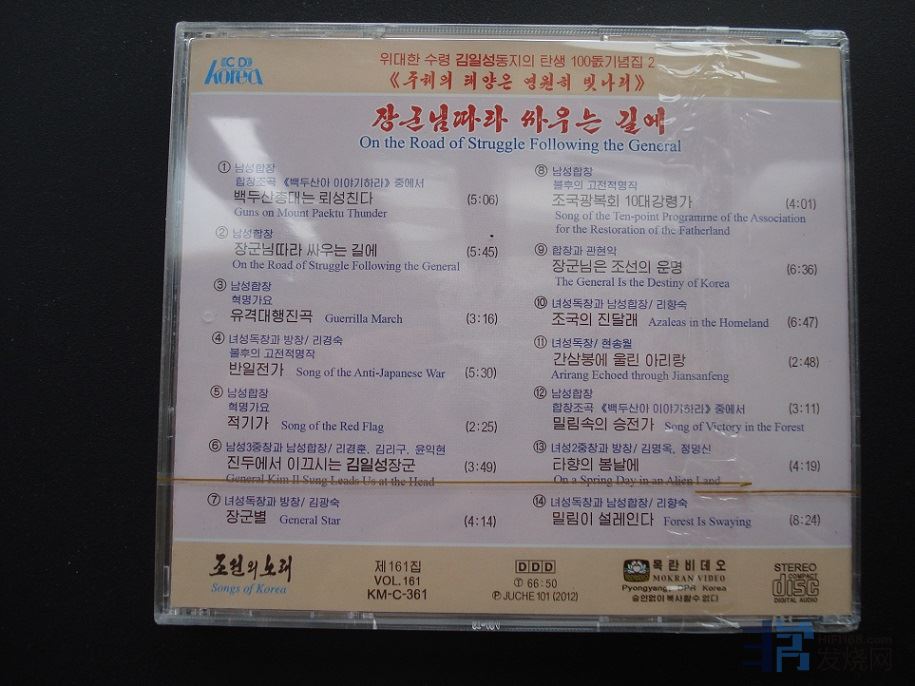 CD
Korea
위대한 수령 김일성동지의 탄생 100돐기념집 2
《주체의 태양은 영원히 빛나리》
장군님따라 싸우는 길에
On the Road of Struggle Following the General
① 남성합창
합창조곡 《백두산아 이야기하라》 중에서
백두산총대는 뢰성친다 (5:06)
Guns on Mount Paektu Thunder
② 남성합창
장군님따라 싸우는 길에 (5:45)
On the Road of Struggle Following the General
③ 남성합창
혁명가요
유격대행진곡 Guerrilla March (3:16)
④ 녀성독창과 방창/ 리경숙
불후의 고전적명작
반일전가 Song of the Anti-Japanese War (5:30)
⑤ 남성합창
혁명가요
적기가 Song of the Red Flag (2:25)
⑥ 남성3중창과 남성합창/ 리경훈, 김리구, 윤익현
진두에서 이끄시는 김일성장군 (3:49)
General Kim Il Sung Leads Us at the Head
⑦ 녀성독창과 방창/ 김광숙
장군별 General Star (4:14)
⑧ 남성합창
불후의 고전적명작
조국광복회 10대강령가 (4:01)
Song of the Ten-point Programme of the Association
for the Restoration of the Fatherland
⑨ 합창과 관현악
장군님은 조선의 운명 (6:36)
The General Is the Destiny of Korea
⑩ 녀성독창과 남성합창/ 리향숙
조국의 진달래 Azaleas in the Homeland (6:47)
⑪ 녀성독창/ 현송월
간삼봉에 울린 아리랑 (2:48)
Arirang Echoed through Jiansanfeng
⑫ 남성합창
합창조곡 《백두산아 이야기하라》 중에서 (3:11)
밀림속의 승전가 Song of Victory in the Forest
⑬ 녀성2중창과 방창/ 김명옥, 정명신
타향의 봄날에 (4:19)
On a Spring Day in an Alien Land
⑭ 녀성독창과 남성합창/ 리향숙
밀림이 설레인다 Forest Is Swaying (8:24)
조선의 노래
Songs of Korea
제161집
VOL.161
KM-C-361
DDD
Ⓣ 66:50
Ⓟ JUCHE 101 (2012)
목란비데오
MOKRAN VIDEO
Pyongyang DPR Korea
승인없이 복사할수 없다
STEREO
COMPACT
disc
DIGITAL AUDIO
HIFI168.com
发烧网